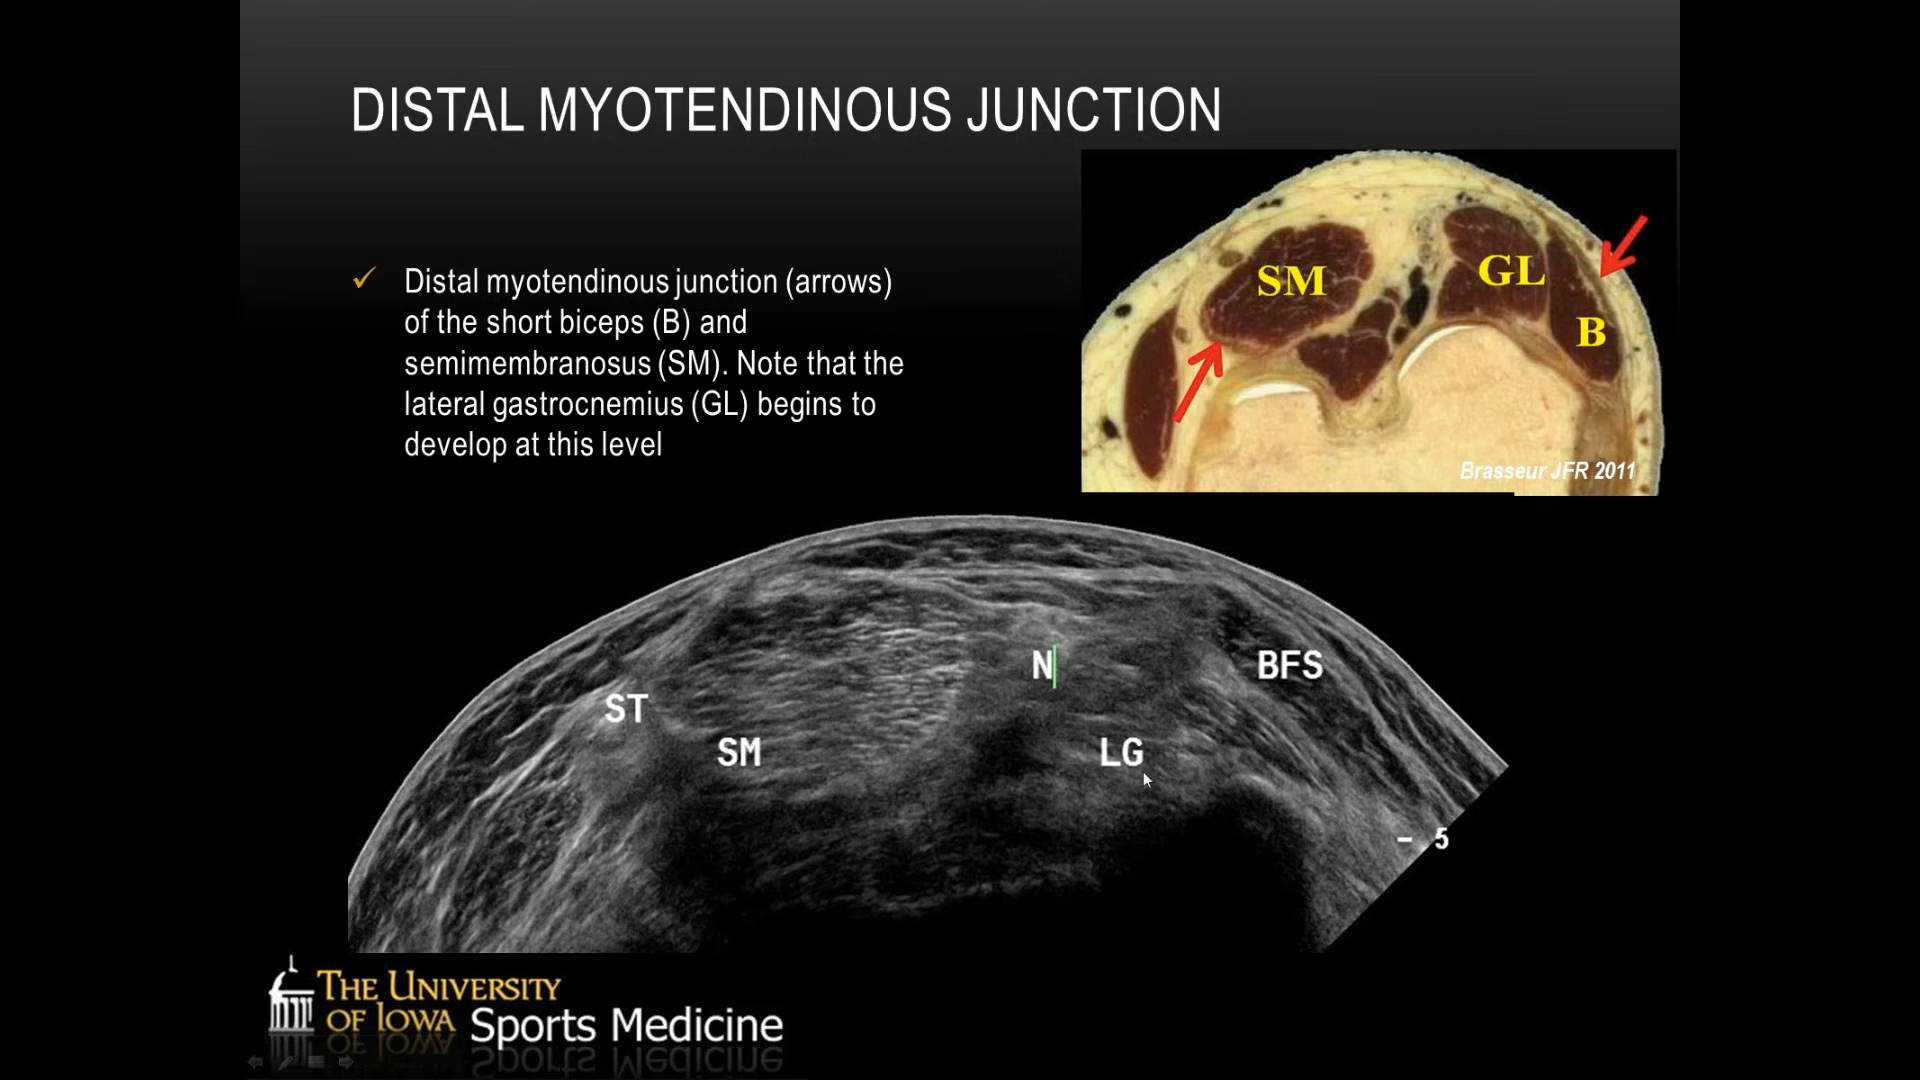 DISTAL MYOTENDINOUS JUNCTION
Distal myotendinous junction (arrows)
of the short biceps (B) and
semimembranosus (SM). Note that the
lateral gastrocnemius (GL) begins to
develop at this level
SM
GL
B
Brasseur JFR 2011
N
BFS
ST
SM
LG
- 5
THE UNIVERSITY
OF IOWA
Sports Medicine